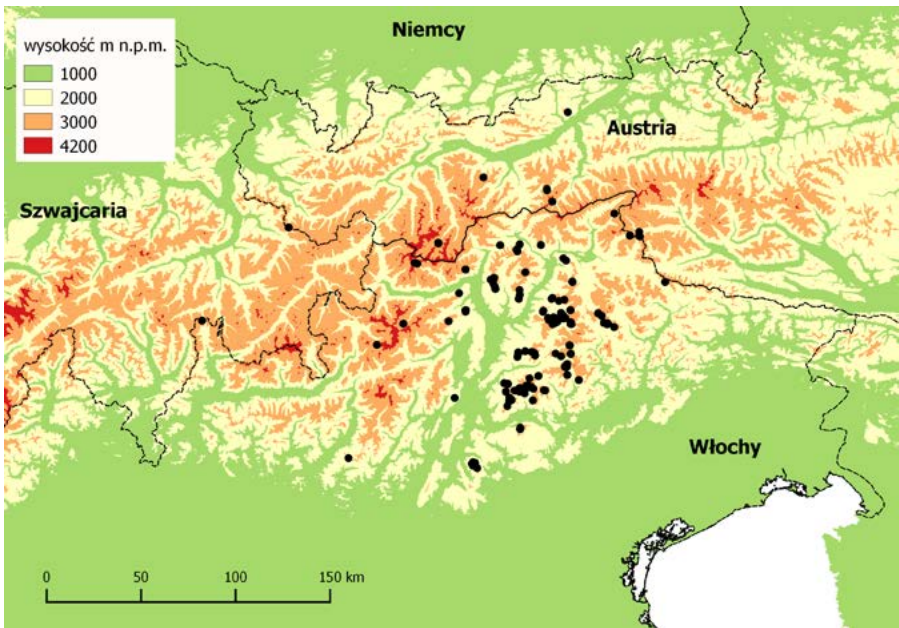 Niemcy
wysokość m n.p.m.
1000
2000
3000
4200
Austria
Szwajcaria
Włochy
0 50 100 150 km